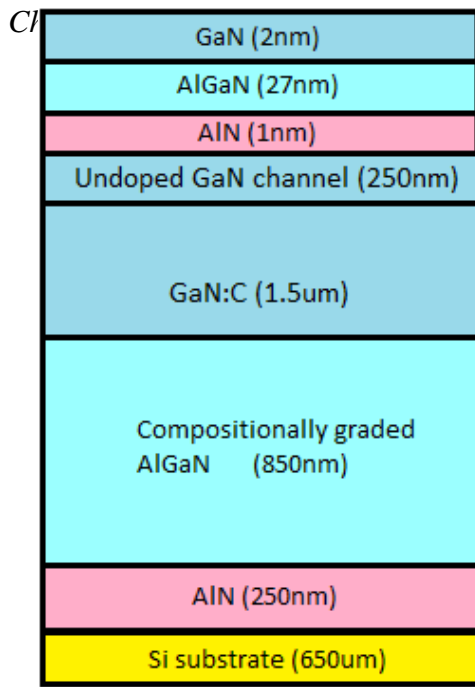 Ch
GaN (2nm)
AlGaN (27nm)
AlN (1nm)
Undoped GaN channel (250nm)
GaN:C (1.5um)
Compositionally graded
AlGaN (850nm)
AlN (250nm)
Si substrate (650um)